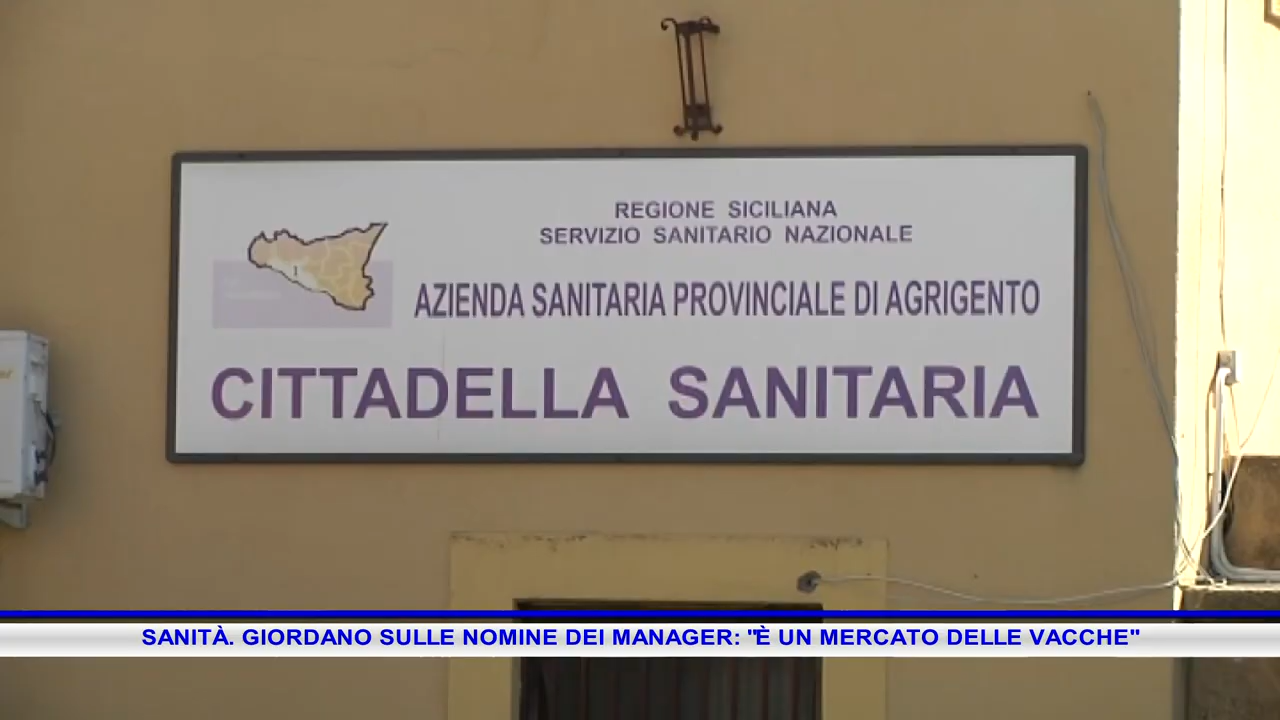 REGIONE SICILIANA
SERVIZIO SANITARIO NAZIONALE
AZIENDA SANITARIA PROVINCIALE DI AGRIGENTO
CITTADELLA SANITARIA
SANITÀ. GIORDANO SULLE NOMINE DEI MANAGER: "È UN MERCATO DELLE VACCHE"